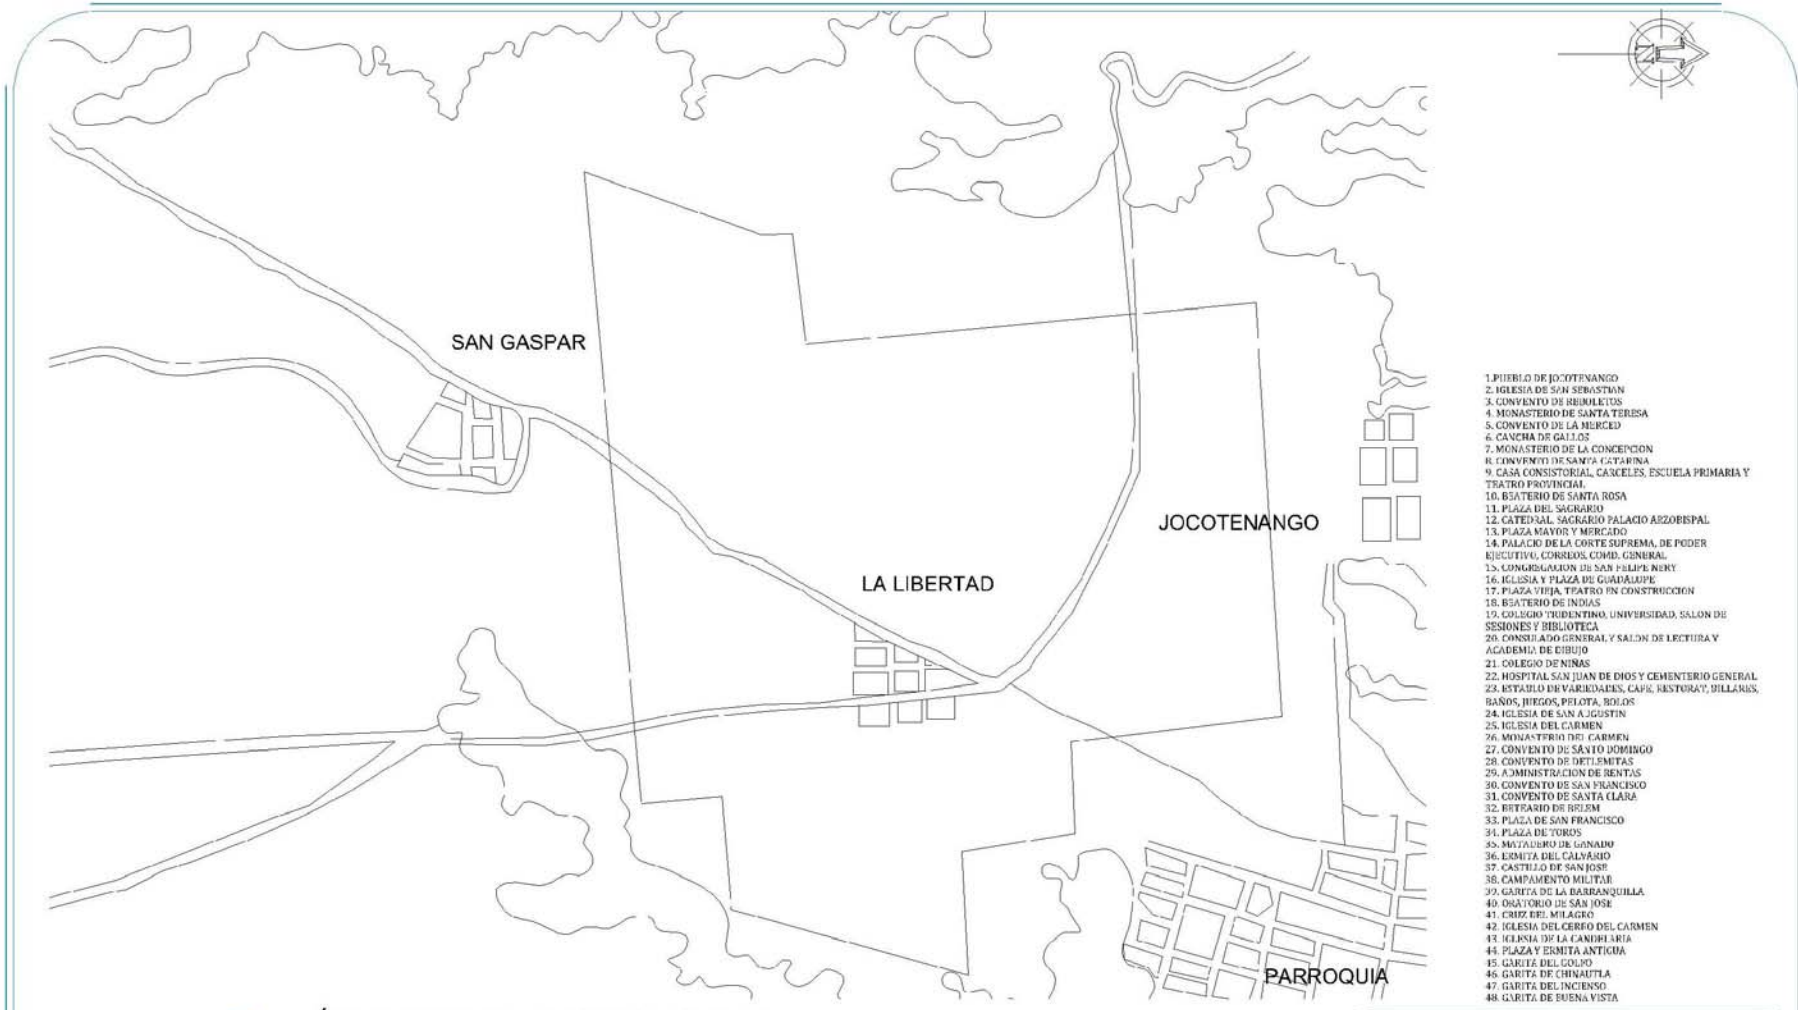 N
SAN GASPAR
LA LIBERTAD
JOCOTENANGO
PARROQUIA
1.PUEBLO DE JOCOTENANGO
2. IGLESIA DE SAN SEBASTIAN
3. CONVENTO DE REBOLETOS
4. MONASTERIO DE SANTA TERESA
5. CONVENTO DE LA MERCED
6. CANCHA DE GALLOS
7. MONASTERIO DE LA CONCEPCION
8. CONVENTO DE SANTA CATARINA
9. CASA CONSISTORIAL, CARCELES, ESCUELA PRIMARIA Y
TEATRO PROVINCIAL
10. BEATERIO DE SANTA ROSA
11. PLAZA DEL SAGRARIO
12. CATEDRAL, SAGRARIO PALACIO ARZOBISPAL
13. PLAZA MAYOR Y MERCADO
14. PALACIO DE LA CORTE SUPREMA, DE PODER
EJECUTIVO, CORREOS, COMD. GENERAL
15. CONGREGACION DE SAN FELIPE NERY
16. IGLESIA Y PLAZA DE GUADALUPE
17. PLAZA VIEJA, TEATRO EN CONSTRUCCION
18. BEATERIO DE INDIAS
19. COLEGIO TRIDENTINO, UNIVERSIDAD, SALON DE
SESIONES Y BIBLIOTECA
20. CONSULADO GENERAL Y SALON DE LECTURA Y
ACADEMIA DE DIBUJO
21. COLEGIO DE NIÑAS
22. HOSPITAL SAN JUAN DE DIOS Y CEMENTERIO GENERAL
23. ESTABLO DE VARIEDADES, CAFE, RESTORAT, BILLARES,
BAÑOS, JUEGOS, PELOTA, BOLOS
24. IGLESIA DE SAN AJGUSTIN
25. IGLESIA DEL CARMEN
26. MONASTERIO DEL CARMEN
27. CONVENTO DE SANTO DOMINGO
28. CONVENTO DE DETLEMITAS
29. ADMINISTRACION DE RENTAS
30. CONVENTO DE SAN FRANCISCO
31. CONVENTO DE SANTA CLARA
32. BETEARIO DE BELEM
33. PLAZA DE SAN FRANCISCO
34. PLAZA DE TOROS
35. MATADERO DE GANADO
36. ERMITA DEL CALVARIO
37. CASTILLO DE SAN JOSE
38. CAMPAMENTO MILITAR
39. GARITA DE LA BARRANQUILLA
40. ORATORIO DE SAN JOSE
41. CRUZ DEL MILAGRO
42. IGLESIA DEL CERRO DEL CARMEN
43. IGLESIA DE LA CANDELARIA
44. PLAZA Y ERMITA ANTIGUA
45. GARITA DEL GOLFO
46. GARITA DE CHINAUTLA
47. GARITA DEL INCIENSO
48. GARITA DE BUENA VISTA